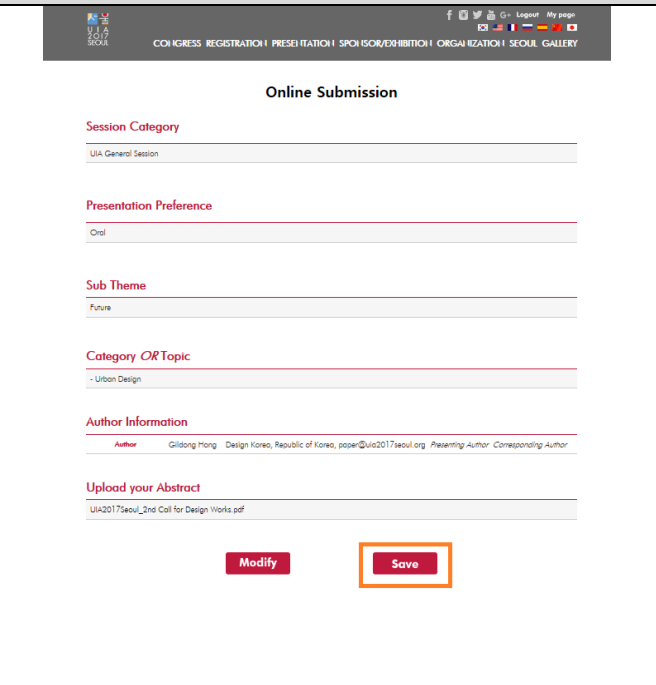 G+ Logout My page
UIA
2017
SEOUL
CONGRESS REGISTRATION PRESENTATION SPONSOR/EXHIBITION ORGANIZATION SEOUL GALLERY
Online Submission
Session Category
UIA General Session
Presentation Preference
Oral
Sub Theme
Future
Category OR Topic
- Urban Design
Author Information
Author Gildong Hong Design Korea, Republic of Korea, paper@uia2017seoul.org Presenting Author Corresponding Author
Upload your Abstract
UIA2017Seoul_2nd Call for Design Works.pdf
Modify Save